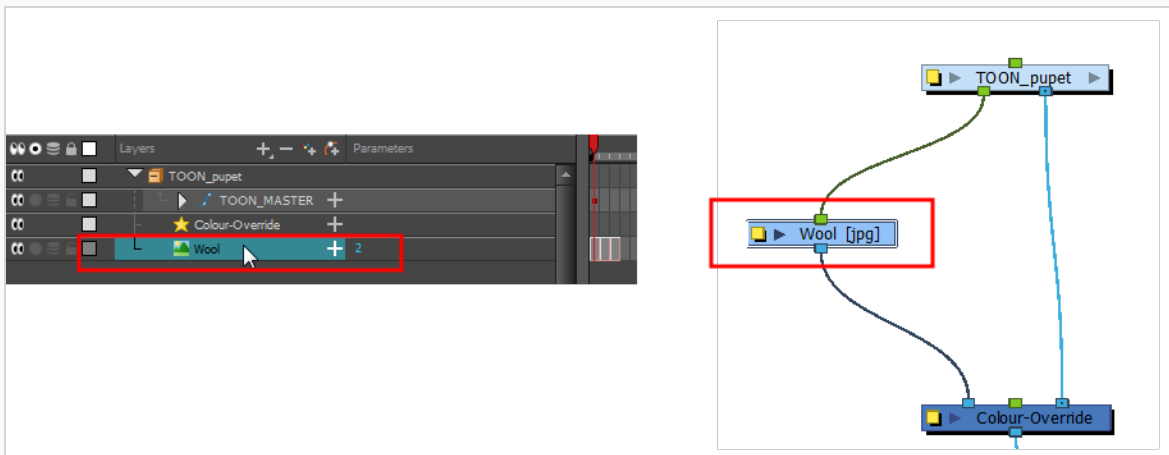 Layers Parameters
TOON_pupet
TOON_MASTER
Colour-Override
Wool 2
TOON_pupet
Wool [jpg]
Colour-Override